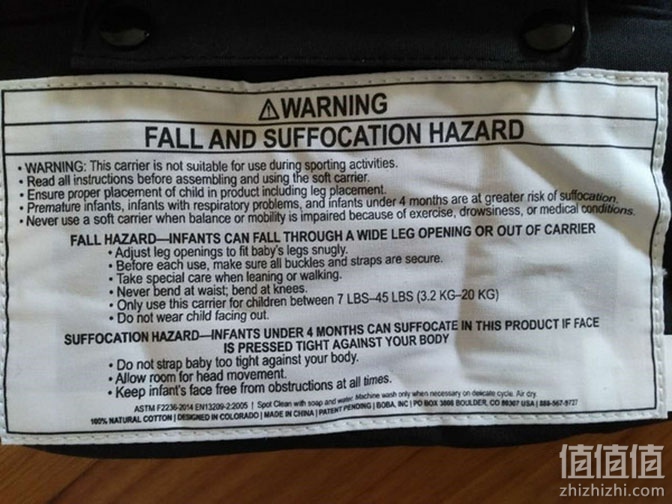 ⚠WARNING
FALL AND SUFFOCATION HAZARD
• WARNING: This carrier is not suitable for use during sporting activities.
• Read all instructions before assembling and using the soft carrier.
• Ensure proper placement of child in product including leg placement.
• Premature infants, infants with respiratory problems, and infants under 4 months are at greater risk of suffocation.
• Never use a soft carrier when balance or mobility is impaired because of exercise, drowsiness, or medical conditions.
FALL HAZARD—INFANTS CAN FALL THROUGH A WIDE LEG OPENING OR OUT OF CARRIER
• Adjust leg openings to fit baby's legs snugly.
• Before each use, make sure all buckles and straps are secure.
• Take special care when leaning or walking.
• Never bend at waist; bend at knees.
• Only use this carrier for children between 7 LBS–45 LBS (3.2 KG–20 KG)
• Do not wear child facing out.
SUFFOCATION HAZARD—INFANTS UNDER 4 MONTHS CAN SUFFOCATE IN THIS PRODUCT IF FACE
IS PRESSED TIGHT AGAINST YOUR BODY
• Do not strap baby too tight against your body.
• Allow room for head movement.
• Keep infant's face free from obstructions at all times.
ASTM F2236-2014 EN13209-2:2005 | Spot Clean with soap and water. Machine wash only when necessary on delicate cycle. Air dry.
100% NATURAL COTTON | DESIGNED IN COLORADO | MADE IN CHINA | PATENT PENDING | BOBA, INC | PO BOX 3808 BOULDER, CO 80307 USA | 888-567-9727
值值值
zhizhizhi.com